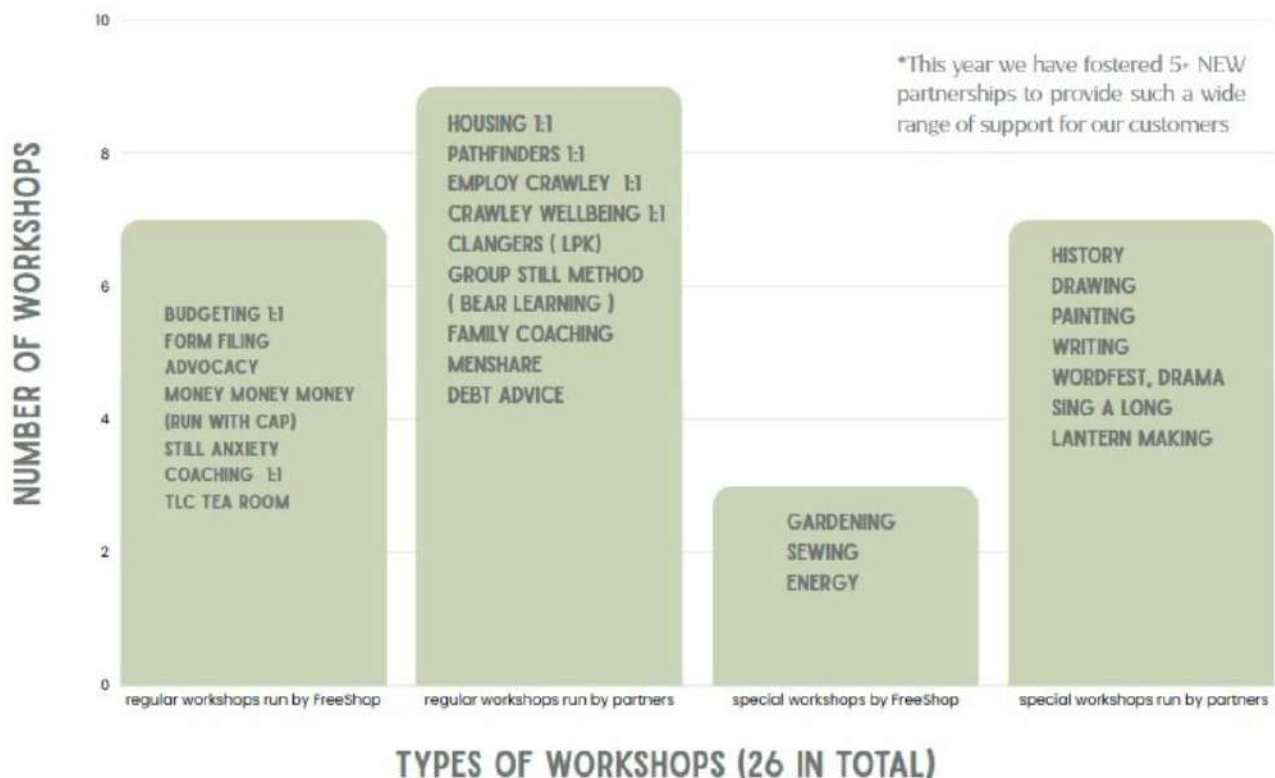 10
*This year we have fostered 5+ NEW
partnerships to provide such a wide
range of support for our customers
8
6
4
2
0
NUMBER OF WORKSHOPS
BUDGETING 1:1
FORM FILING
ADVOCACY
MONEY MONEY MONEY
(RUN WITH CAP)
STILL ANXIETY
COACHING 1:1
TLC TEA ROOM
HOUSING 1:1
PATHFINDERS 1:1
EMPLOY CRAWLEY 1:1
CRAWLEY WELLBEING 1:1
CLANGERS ( LPK)
GROUP STILL METHOD
( BEAR LEARNING )
FAMILY COACHING
MENSHARE
DEBT ADVICE
GARDENING
SEWING
ENERGY
HISTORY
DRAWING
PAINTING
WRITING
WORDFEST, DRAMA
SING A LONG
LANTERN MAKING
regular workshops run by FreeShop
regular workshops run by partners
special workshops by FreeShop
special workshops run by partners
TYPES OF WORKSHOPS (26 IN TOTAL)